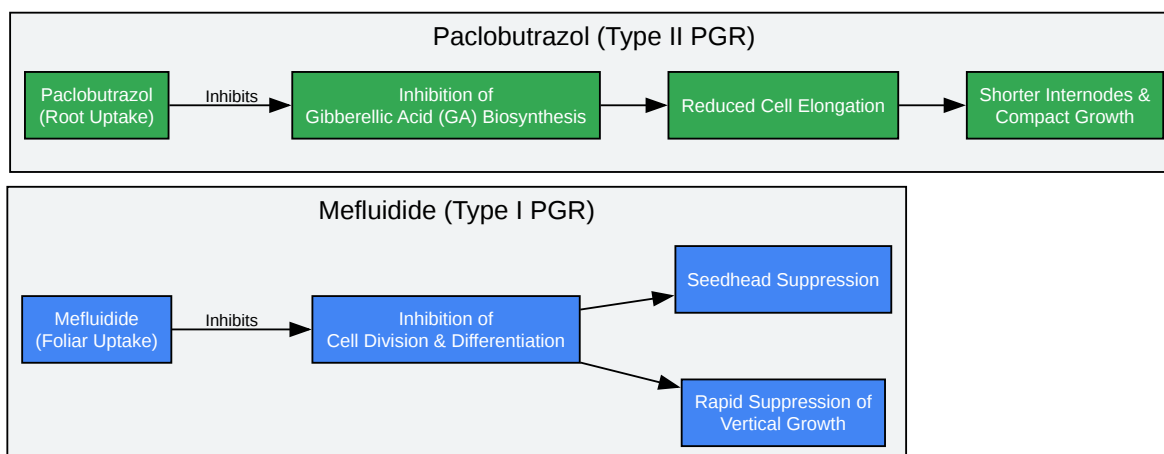 Paclobutrazol (Type II PGR)
Paclobutrazol
(Root Uptake)
Inhibits
Inhibition of
Gibberellic Acid (GA) Biosynthesis
Reduced Cell Elongation
Shorter Internodes &
Compact Growth
Mefluidide (Type I PGR)
Mefluidide
(Foliar Uptake)
Inhibits
Inhibition of
Cell Division & Differentiation
Seedhead Suppression
Rapid Suppression of
Vertical Growth